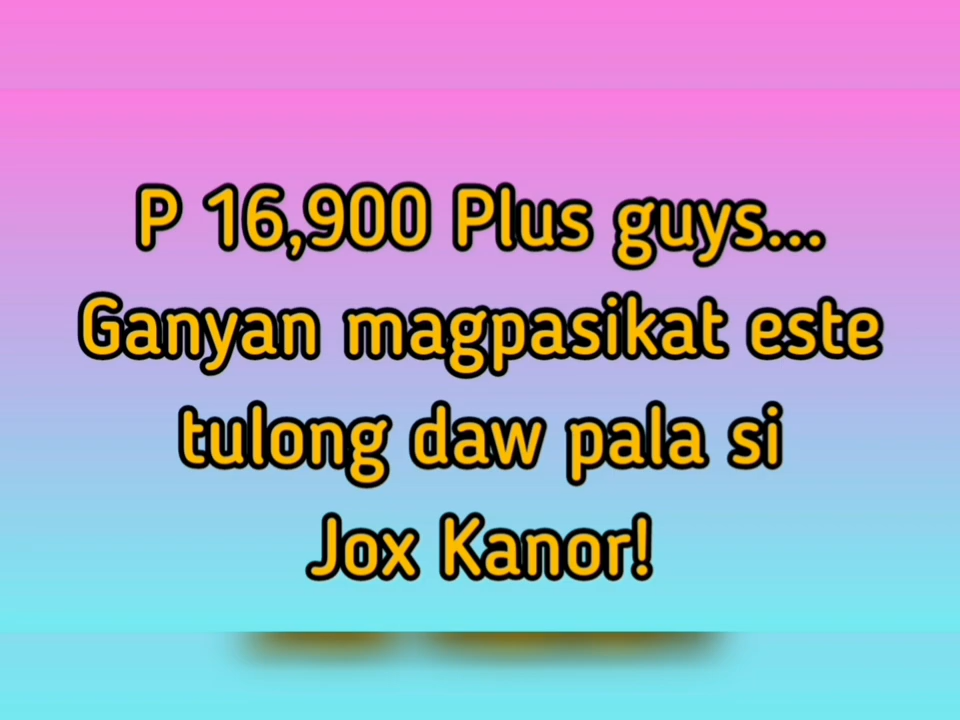 P 16,900 Plus guys...
Ganyan magpasikat este
tulong daw pala si
Jox Kanor!